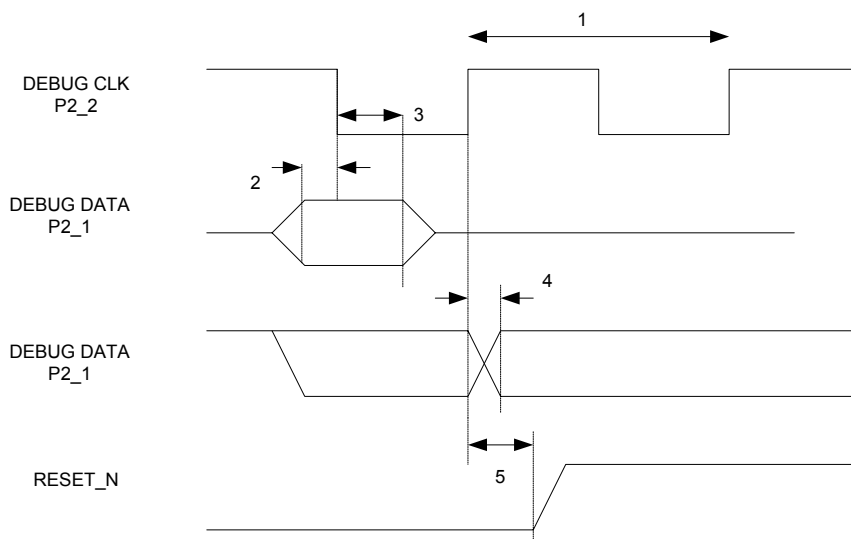 1
DEBUG CLK
P2_2
3
2
DEBUG DATA
P2_1
4
DEBUG DATA
P2_1
5
RESET_N